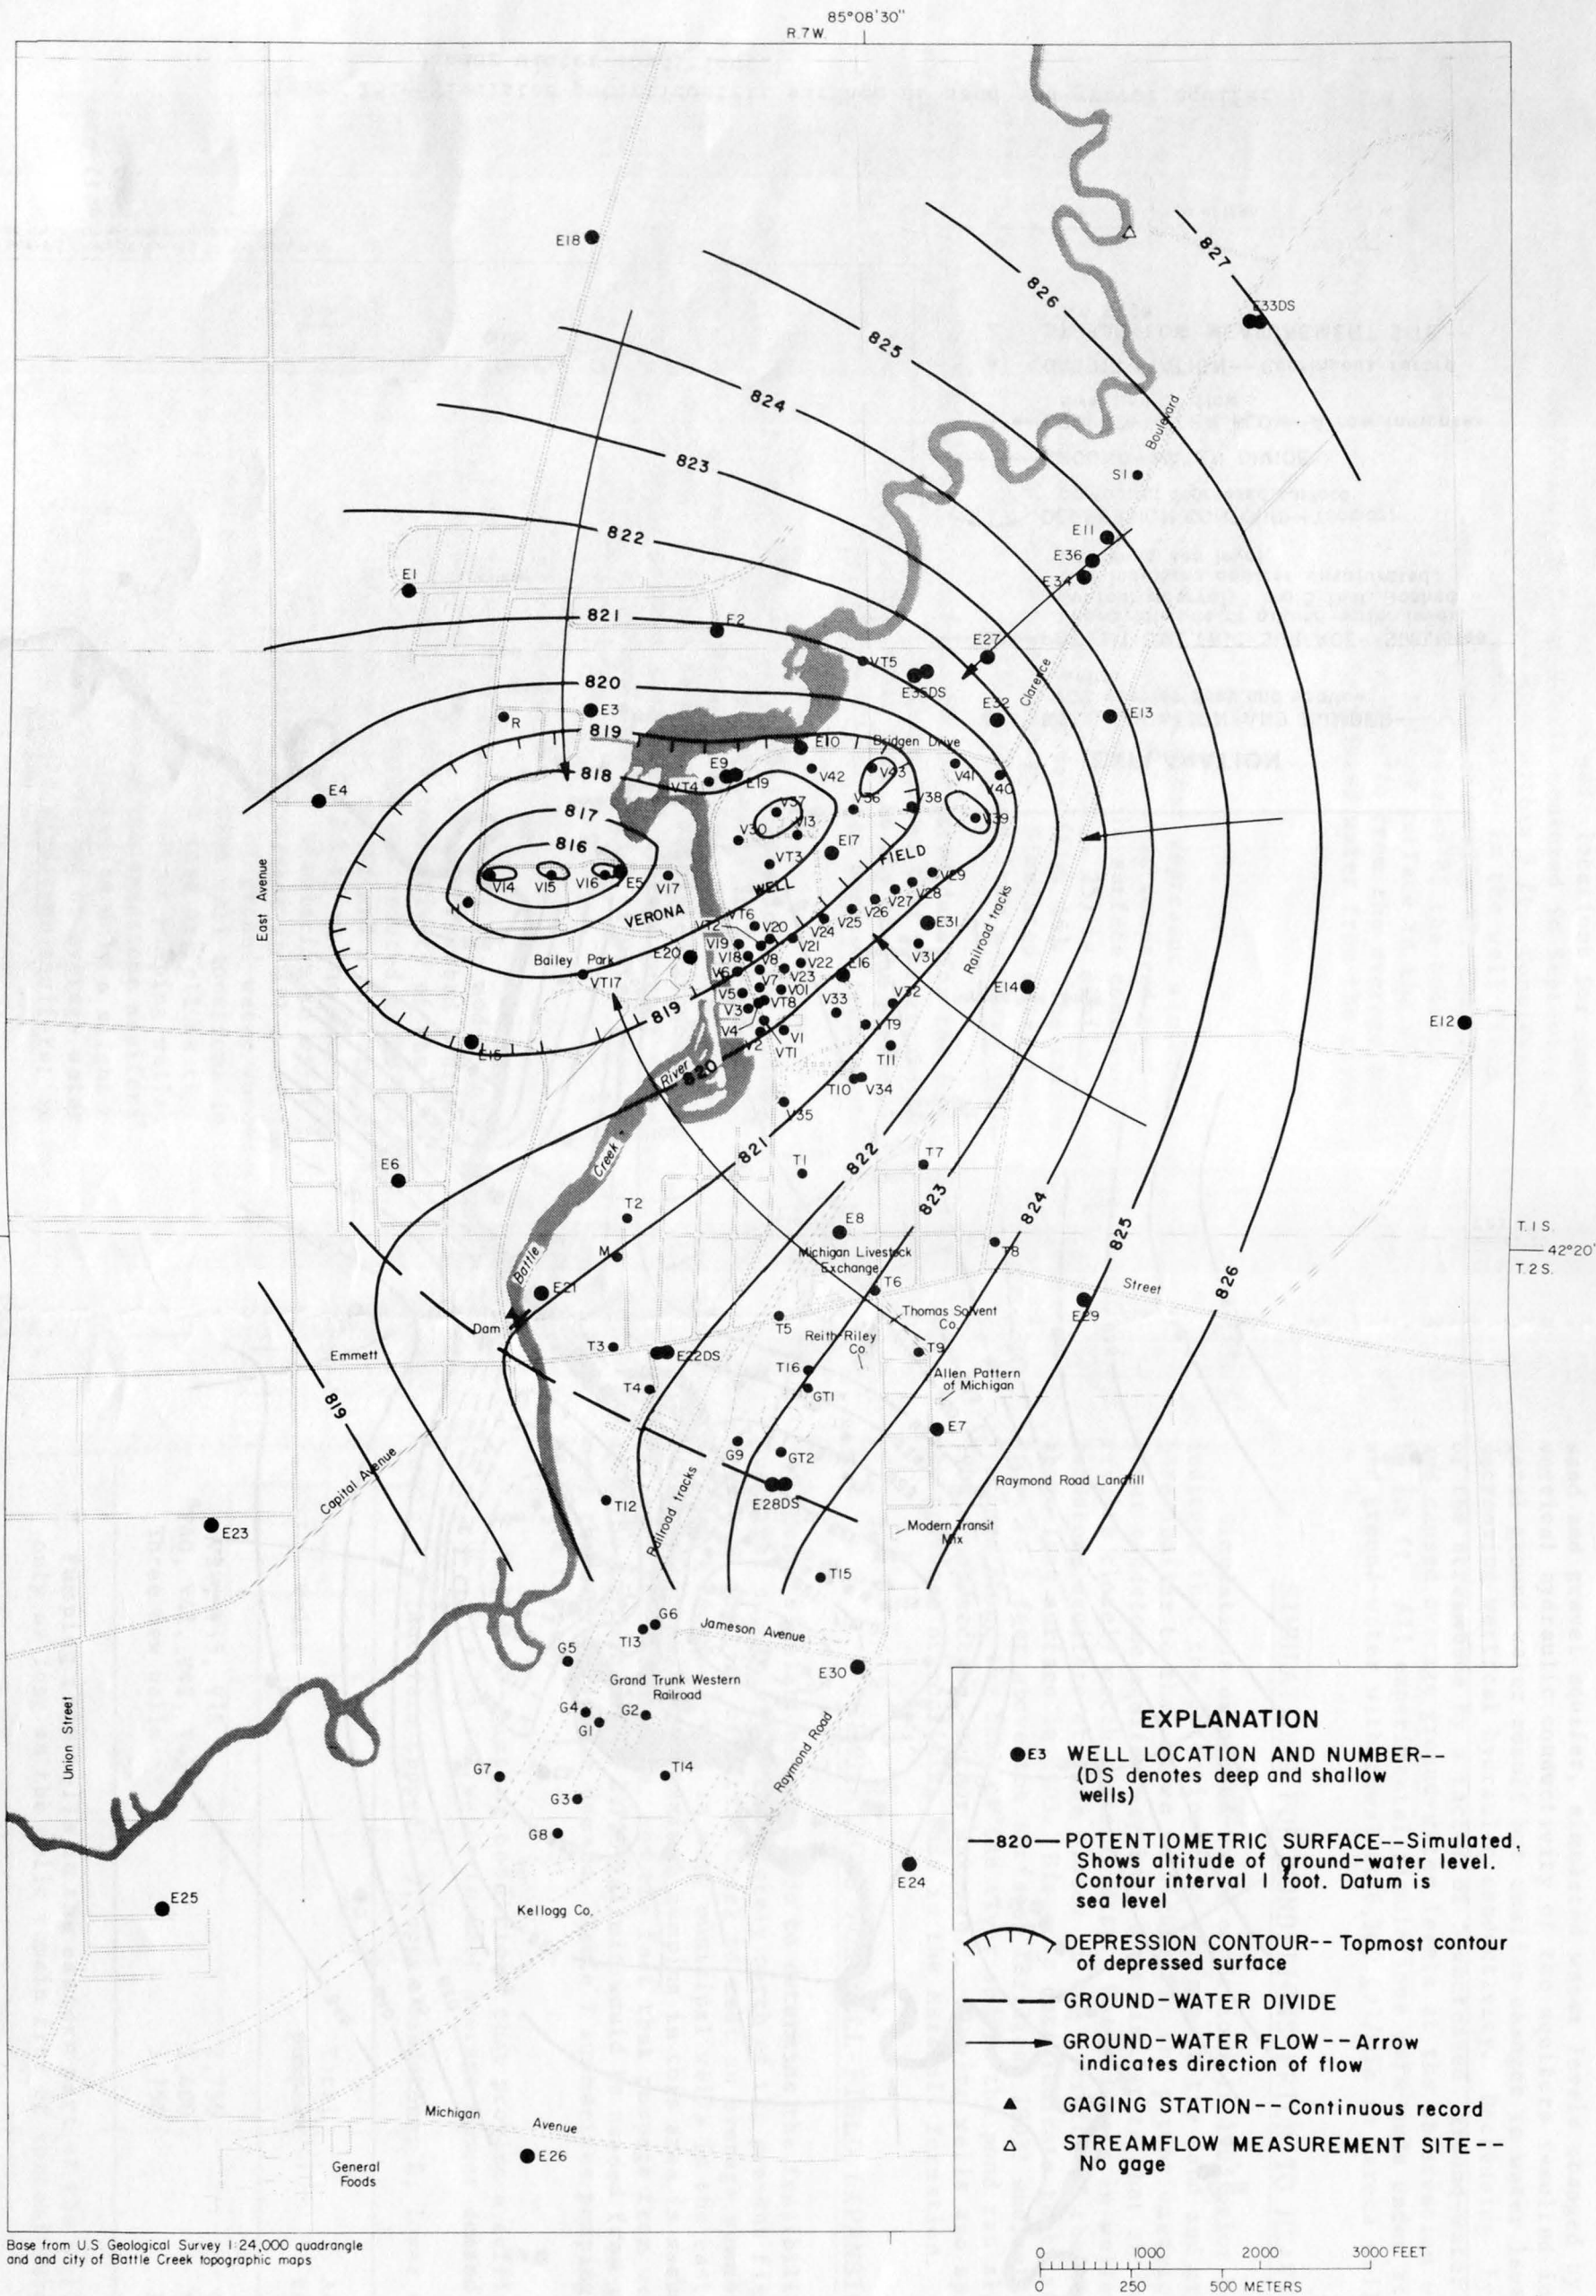 85°08'30"
R.7W.
827
E18
826
E33DS
825
824
Boulevard
823
S1
822
E11
E36
E34
E1
821
E2
E27
VT5
E35DS
Clarence
820
E3
R
E32
E13
819
E10
Bridgen Drive
E9
818
VT4
E19
V42
V43
V41
V40
E4
V37
V36
V38
817
V13
V39
V30
E17
816
VT3
FIELD
V14
V15
V16
E5
V17
WELL
V29
V28
V27
V26
East Avenue
VERONA
VT6
V25
VT2
V20
V24
E31
Railroad tracks
V19
V21
Bailey Park
E20
V18
V8
V22
E16
V31
VT17
V6
V23
V7
E14
V5
V01
V3
VT8
V33
V32
819
V4
V1
VT9
E12
E15
V2
VT1
T11
River
820
T10
V34
V35
Creek
821
T1
822
T7
E6
823
T2
824
E8
825
T.1 S.
M
Michigan Livestock
Exchange
T8
42°20'
T.2 S.
Battle
E21
T6
Street
826
Dam
Thomas Solvent
Co.
E29
T5
Reith-Riley
Co.
Emmett
T3
E22DS
T9
T16
Allen Pattern
of Michigan
T4
GT1
819
G9
GT2
E7
Capital Avenue
Raymond Road Landfill
E28DS
T12
Railroad tracks
E23
Modern Transit
Mix
T15
G6
Jameson Avenue
T13
G5
E30
Grand Trunk Western
Railroad
G4
G2
G1
Union Street
Raymond Road
G7
T14
G3
G8
E24
E25
Kellogg Co.
Michigan Avenue
E26
General
Foods
EXPLANATION
E3 WELL LOCATION AND NUMBER--
(DS denotes deep and shallow
wells)
—820— POTENTIOMETRIC SURFACE--Simulated.
Shows altitude of ground-water level.
Contour interval 1 foot. Datum is
sea level
DEPRESSION CONTOUR-- Topmost contour
of depressed surface
GROUND-WATER DIVIDE
GROUND-WATER FLOW--Arrow
indicates direction of flow
GAGING STATION--Continuous record
STREAMFLOW MEASUREMENT SITE--
No gage
Base from U.S. Geological Survey 1:24,000 quadrangle
and and city of Battle Creek topographic maps
0 1000 2000 3000 FEET
0 250 500 METERS